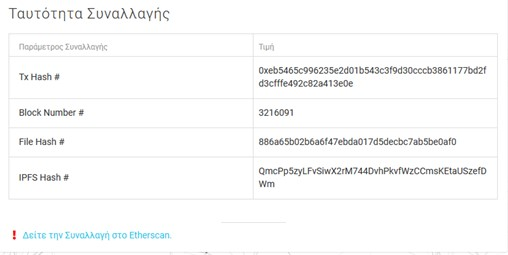 Ταυτότητα Συναλλαγής
Παράμετρος Συναλλαγής Τιμή
Tx Hash # 0xeb5465c996235e2d01b543c3f9d30cccb3861177bd2f
d3cfffe492c82a413e0e
Block Number # 3216091
File Hash # 886a65b02b6a6f47ebda017d5decbc7ab5be0af0
IPFS Hash # QmcPp5zyLFvSiwX2rM744DvhPkvfWzCCmsKEtaUSzefD
Wm
! Δείτε την Συναλλαγή στο Etherscan.